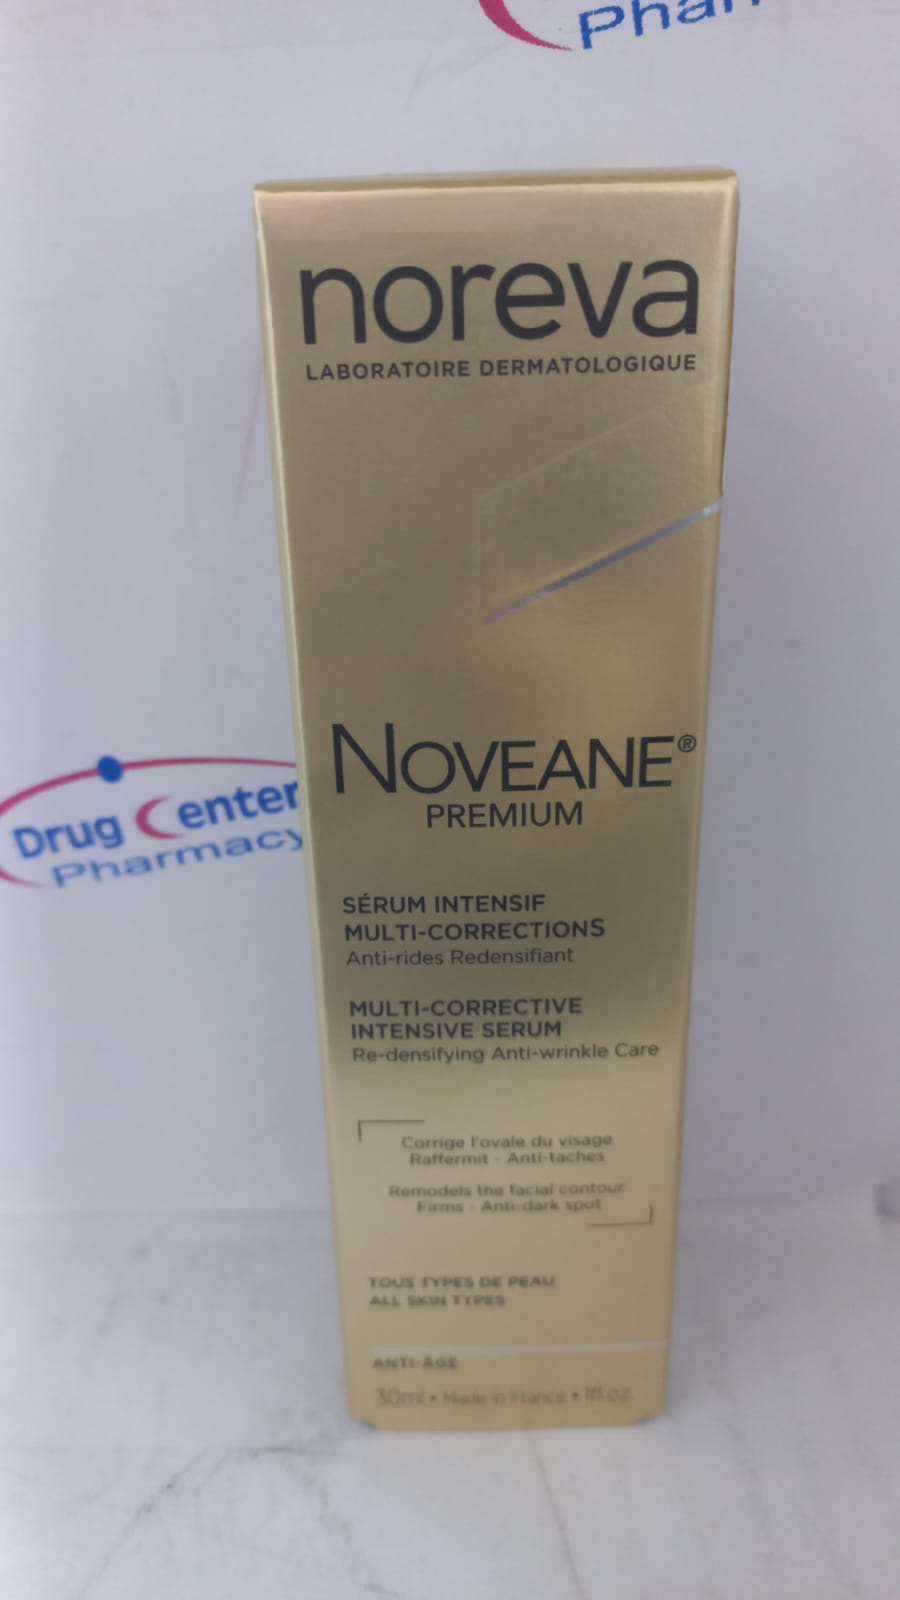 Phar
noreva
LABORATOIRE DERMATOLOGIQUE
NOVEANE®
PREMIUM
Drug Center
Pharmacy
SÉRUM INTENSIF
MULTI-CORRECTIONS
Anti-rides Redensifiant
MULTI-CORRECTIVE
INTENSIVE SERUM
Re-densifying Anti-wrinkle Care
Corrige l'ovale du visage
Raffermit - Anti-taches
Remodels the facial contour
Firms - Anti-dark spot
TOUS TYPES DE PEAU
ALL SKIN TYPES
ANTI-ÂGE
30ml • Made in France • 1fl.oz.